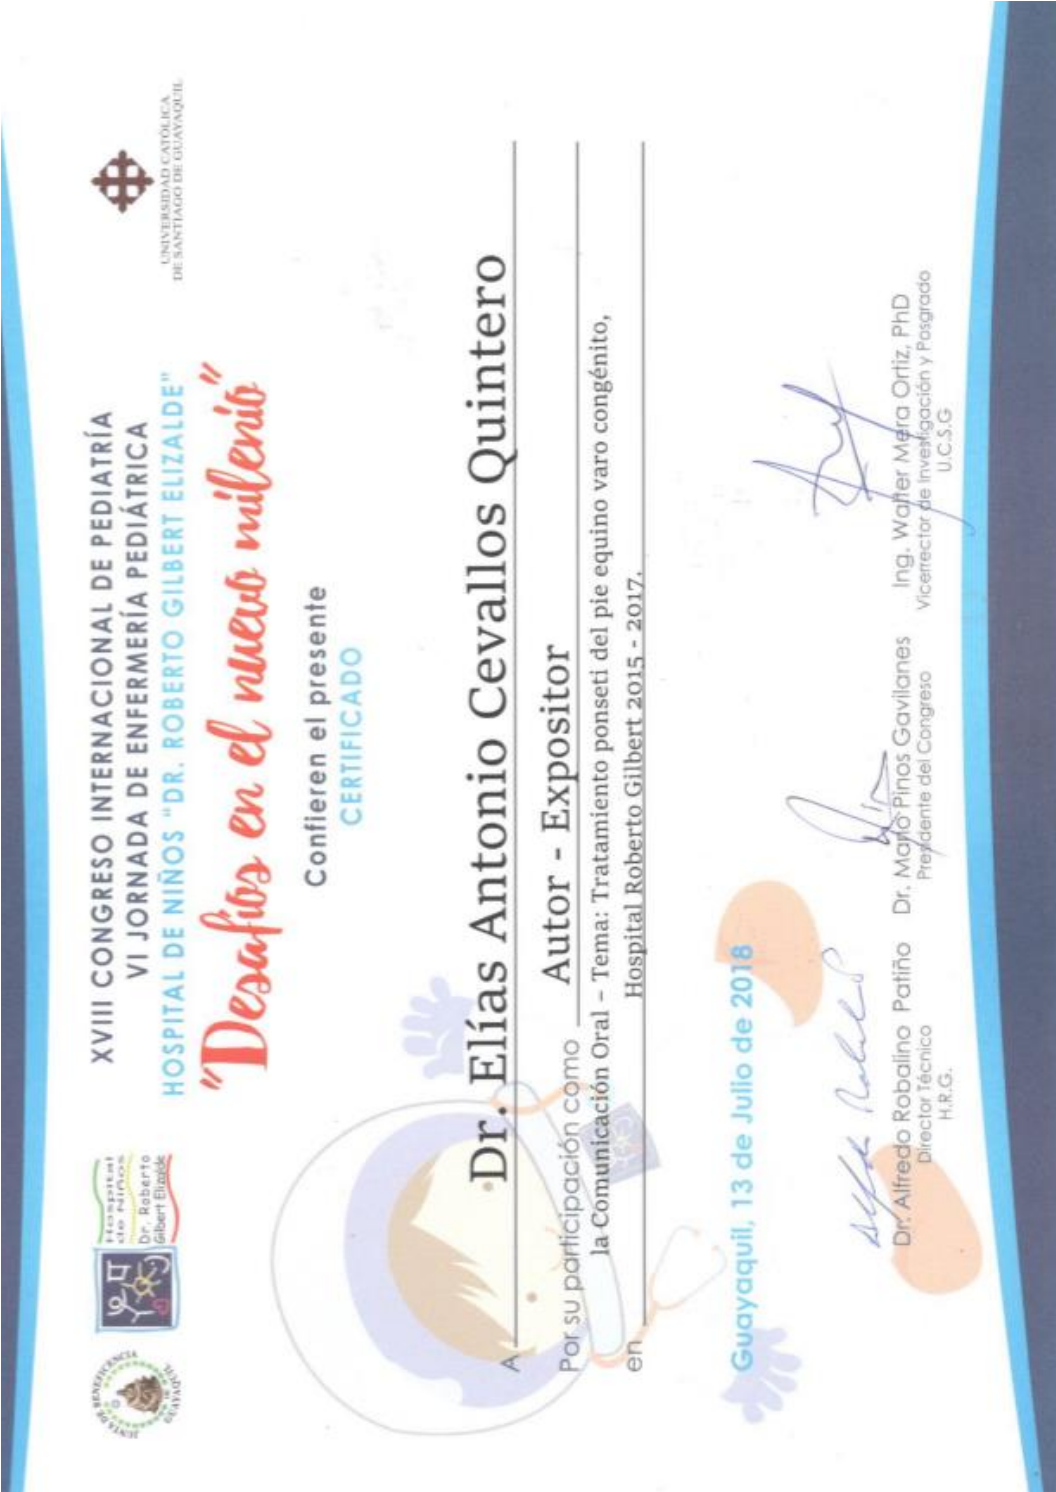 JUNTA DE BENEFICENCIA
DE
GUAYAQUIL
Hospital
de Niños
Dr. Roberto
Gilbert Elizalde
XVIII CONGRESO INTERNACIONAL DE PEDIATRÍA
VI JORNADA DE ENFERMERÍA PEDIÁTRICA
HOSPITAL DE NIÑOS "DR. ROBERTO GILBERT ELIZALDE"
"Desafíos en el nuevo milenio"
UNIVERSIDAD CATÓLICA
DE SANTIAGO DE GUAYAQUIL
Confieren el presente
CERTIFICADO
A Dr. Elías Antonio Cevallos Quintero
Por su participación como Autor - Expositor
la Comunicación Oral – Tema: Tratamiento ponseti del pie equino varo congénito,
en Hospital Roberto Gilbert 2015 - 2017.
Guayaquil, 13 de Julio de 2018
Dr. Alfredo Robalino Patiño
Director Técnico
H.R.G.
Dr. Mario Pinos Gavilanes
Presidente del Congreso
Ing. Walter Mera Ortiz, PhD
Vicerrector de Investigación y Posgrado
U.C.S.G